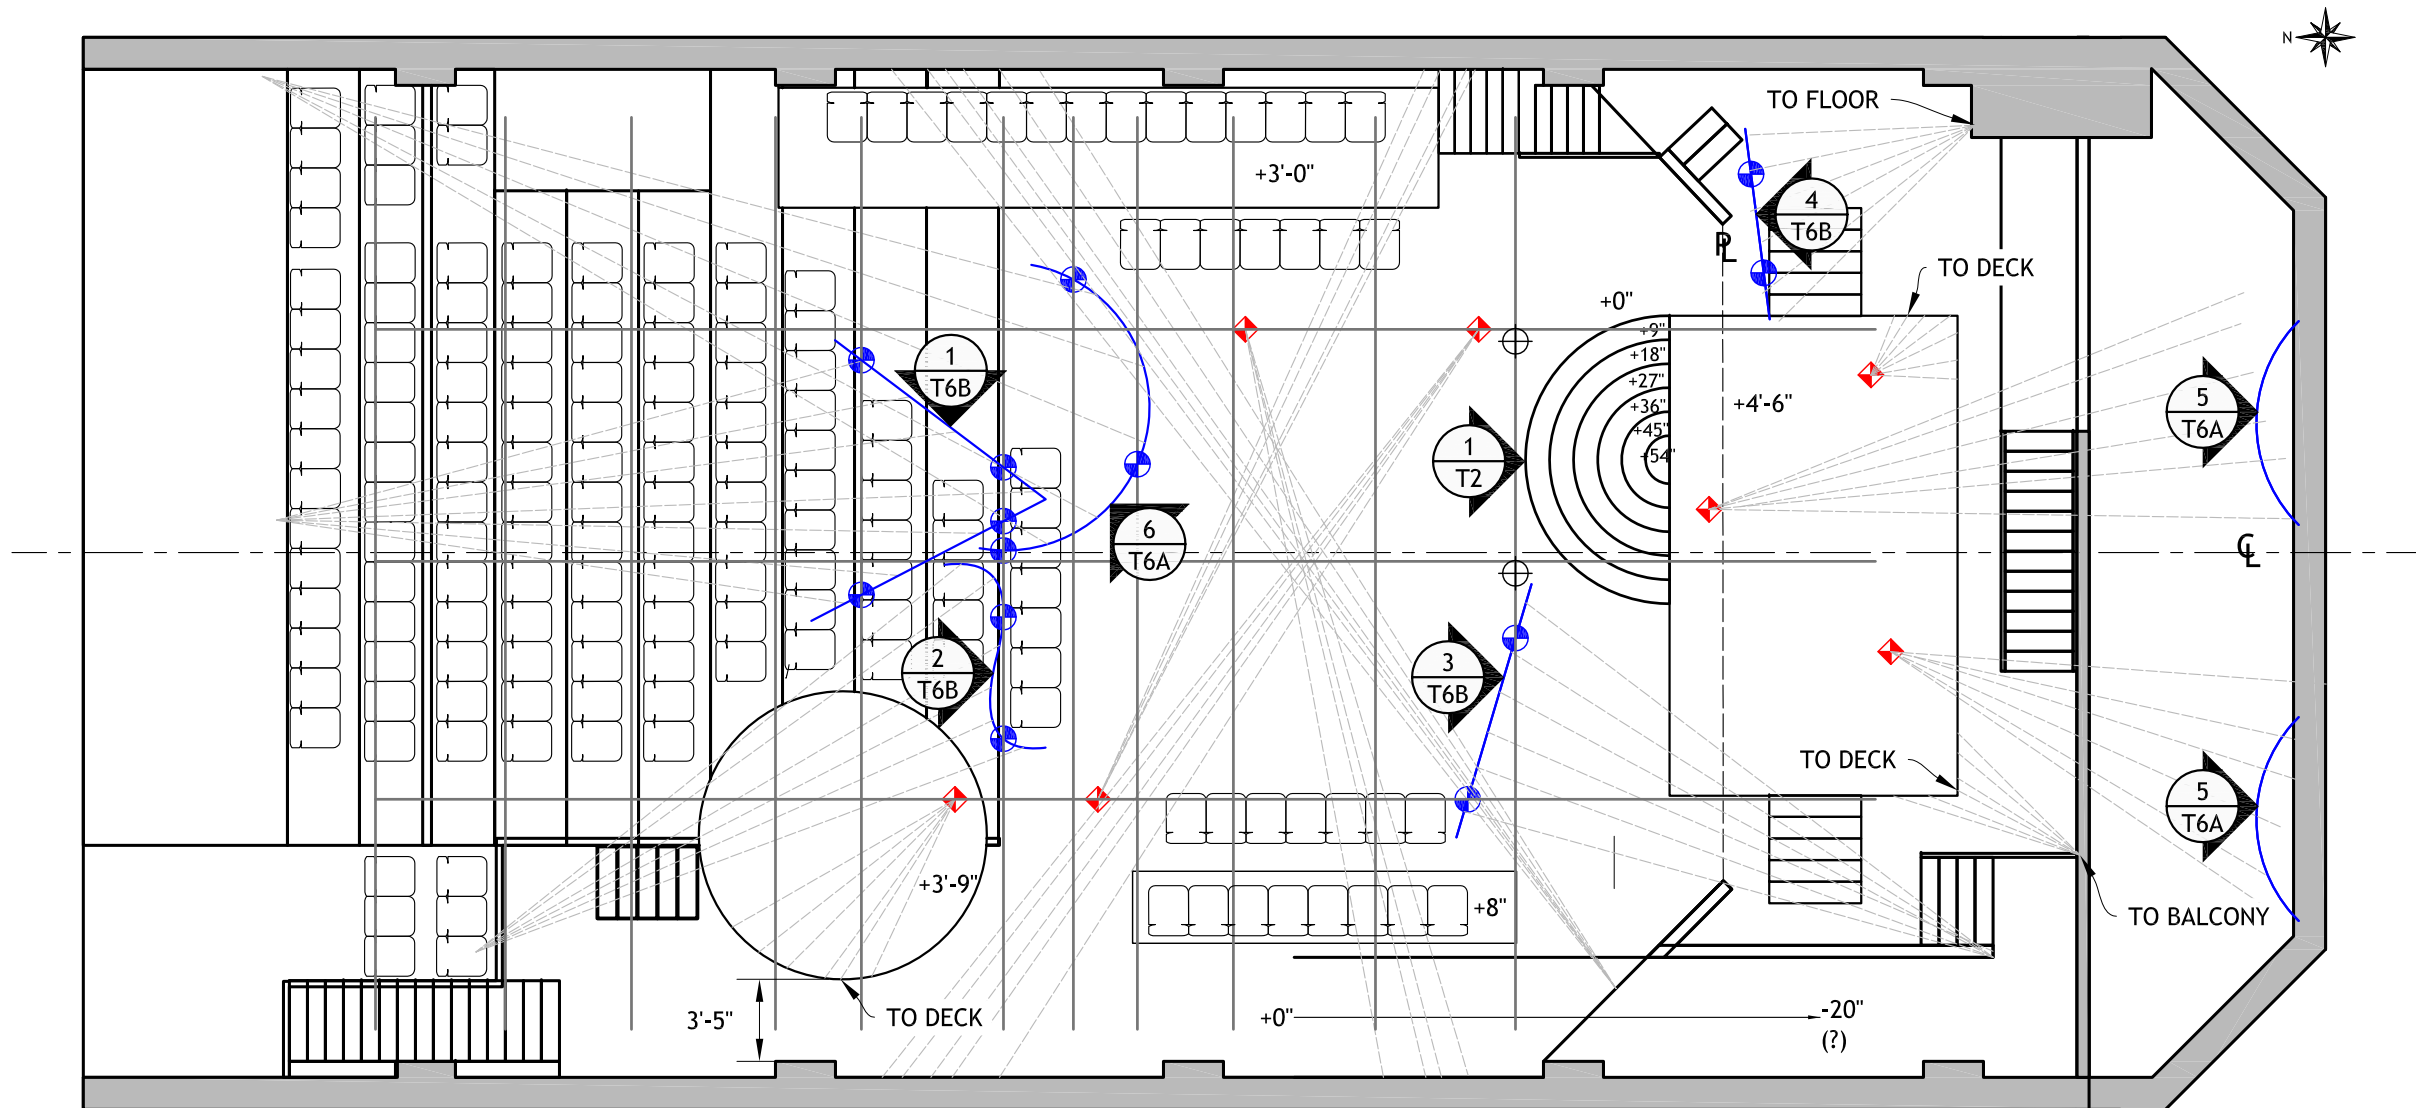 N
TO FLOOR
+3'-0"
4
T6B
PL
TO DECK
+0"
+9"
+18"
+27"
+36"
+45"
+54"
+4'-6"
1
T6B
5
T6A
1
T2
6
T6A
CL
2
T6B
3
T6B
TO DECK
5
T6A
+3'-9"
+8"
TO BALCONY
3'-5"
TO DECK
+0"
-20"
(?)